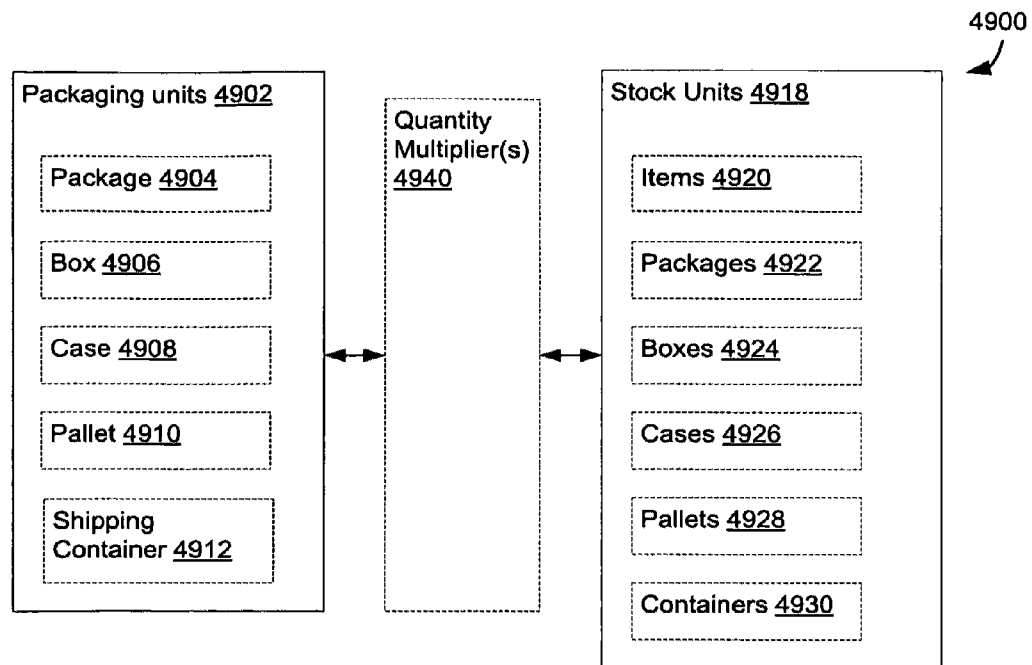 4900
Packaging units 4902
Package 4904
Box 4906
Case 4908
Pallet 4910
Shipping
Container 4912
Quantity
Multiplier(s)
4940
Stock Units 4918
Items 4920
Packages 4922
Boxes 4924
Cases 4926
Pallets 4928
Containers 4930